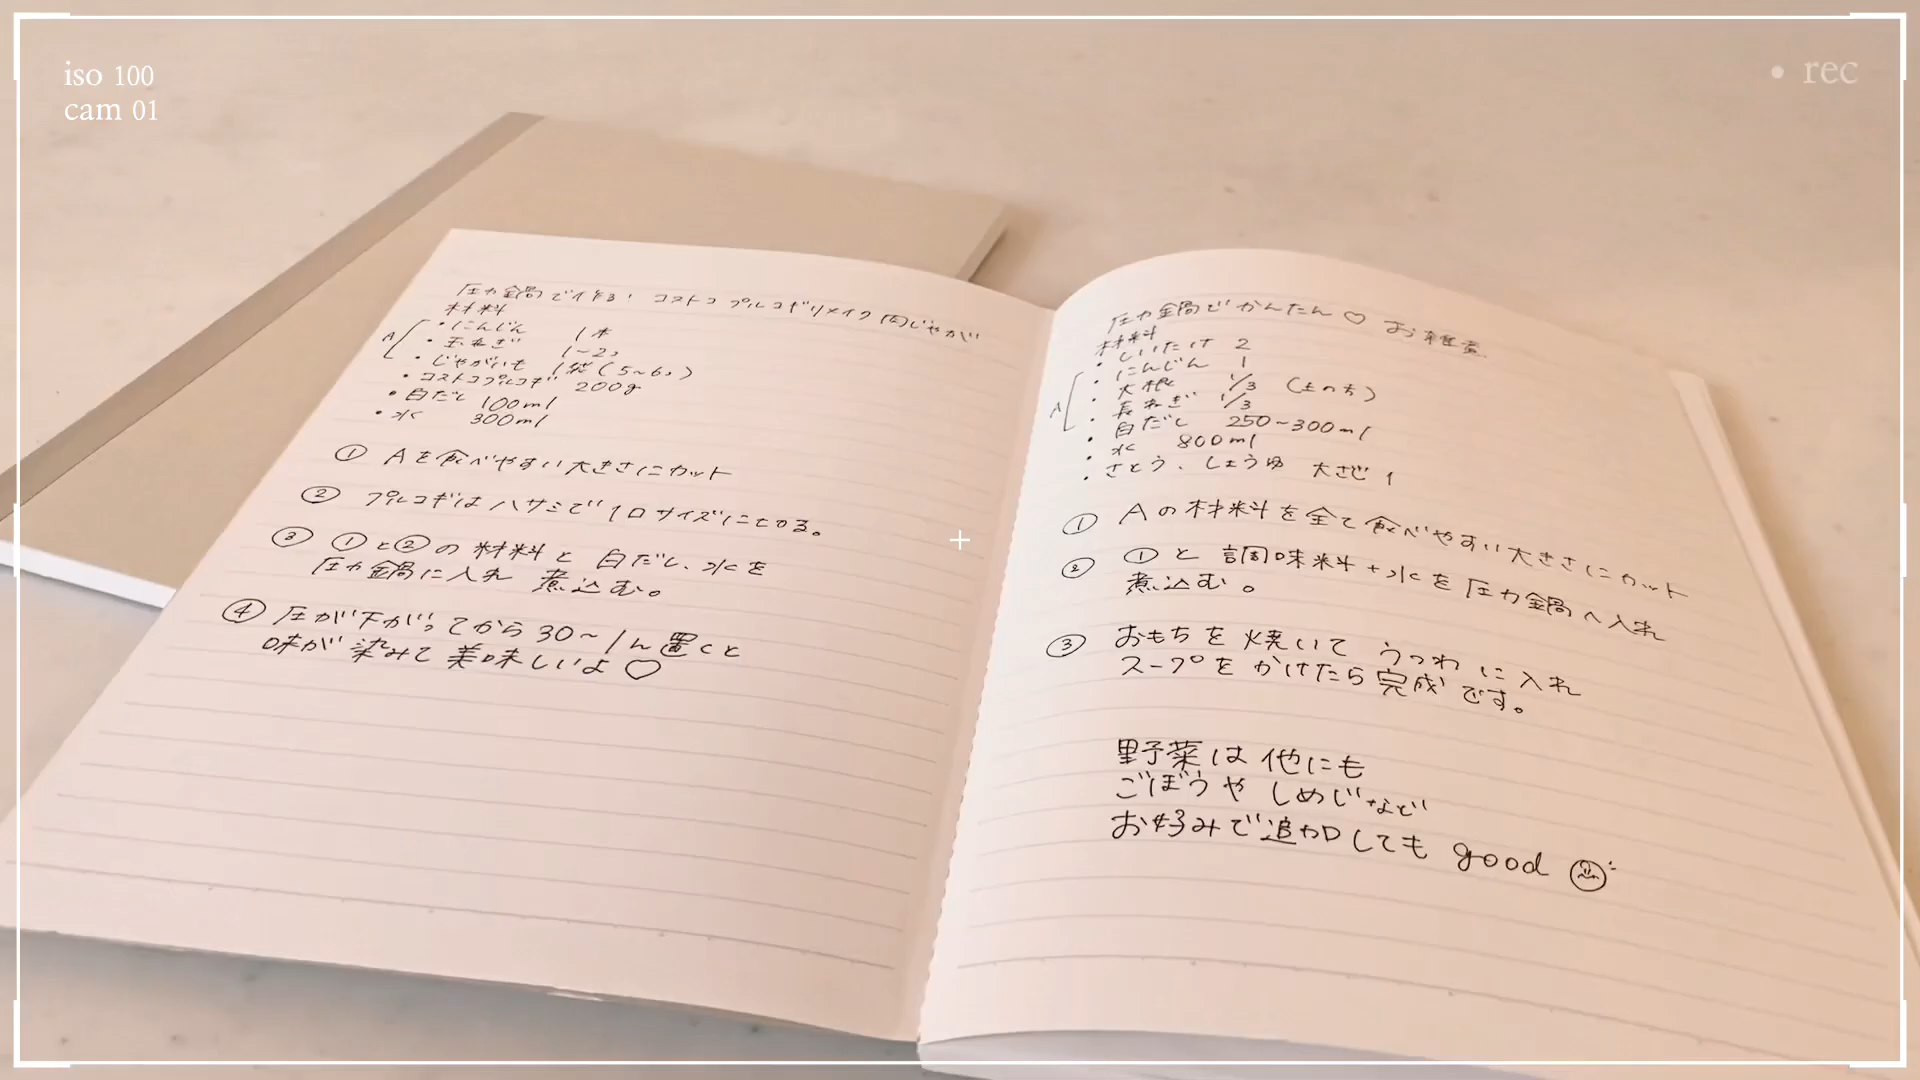 iso 100
cam 01
rec
圧力鍋で作る! コストコ プルコギリメイク 肉じゃが
材料
A
・にんじん 1本
・玉ねぎ 1~2コ
・じゃがいも 1袋(5~6コ)
・コストコプルコギ 200g
・白だし 100ml
・水 300ml
① Aを食べやすい大きさにカット
② プルコギはハサミで1口サイズに切る。
③ ①と②の材料と白だし、水を
圧力鍋に入れ 煮込む。
④ 圧が下がってから30~1h置くと
味が染みて美味しいよ♡
圧力鍋でかんたん♡ お雑煮
材料
A
・しいたけ 2
・にんじん 1
・大根 1/3 (上の方)
・長ねぎ 1/3
・白だし 250~300ml
・水 800ml
・さとう、しょうゆ 大さじ1
① Aの材料を全て食べやすい大きさにカット
② ①と調味料+水を圧力鍋へ入れ
煮込む。
③ おもちを焼いて うつわに入れ
スープをかけたら完成です。
野菜は他にも
ごぼうやしめじなど
お好みで追加しても good